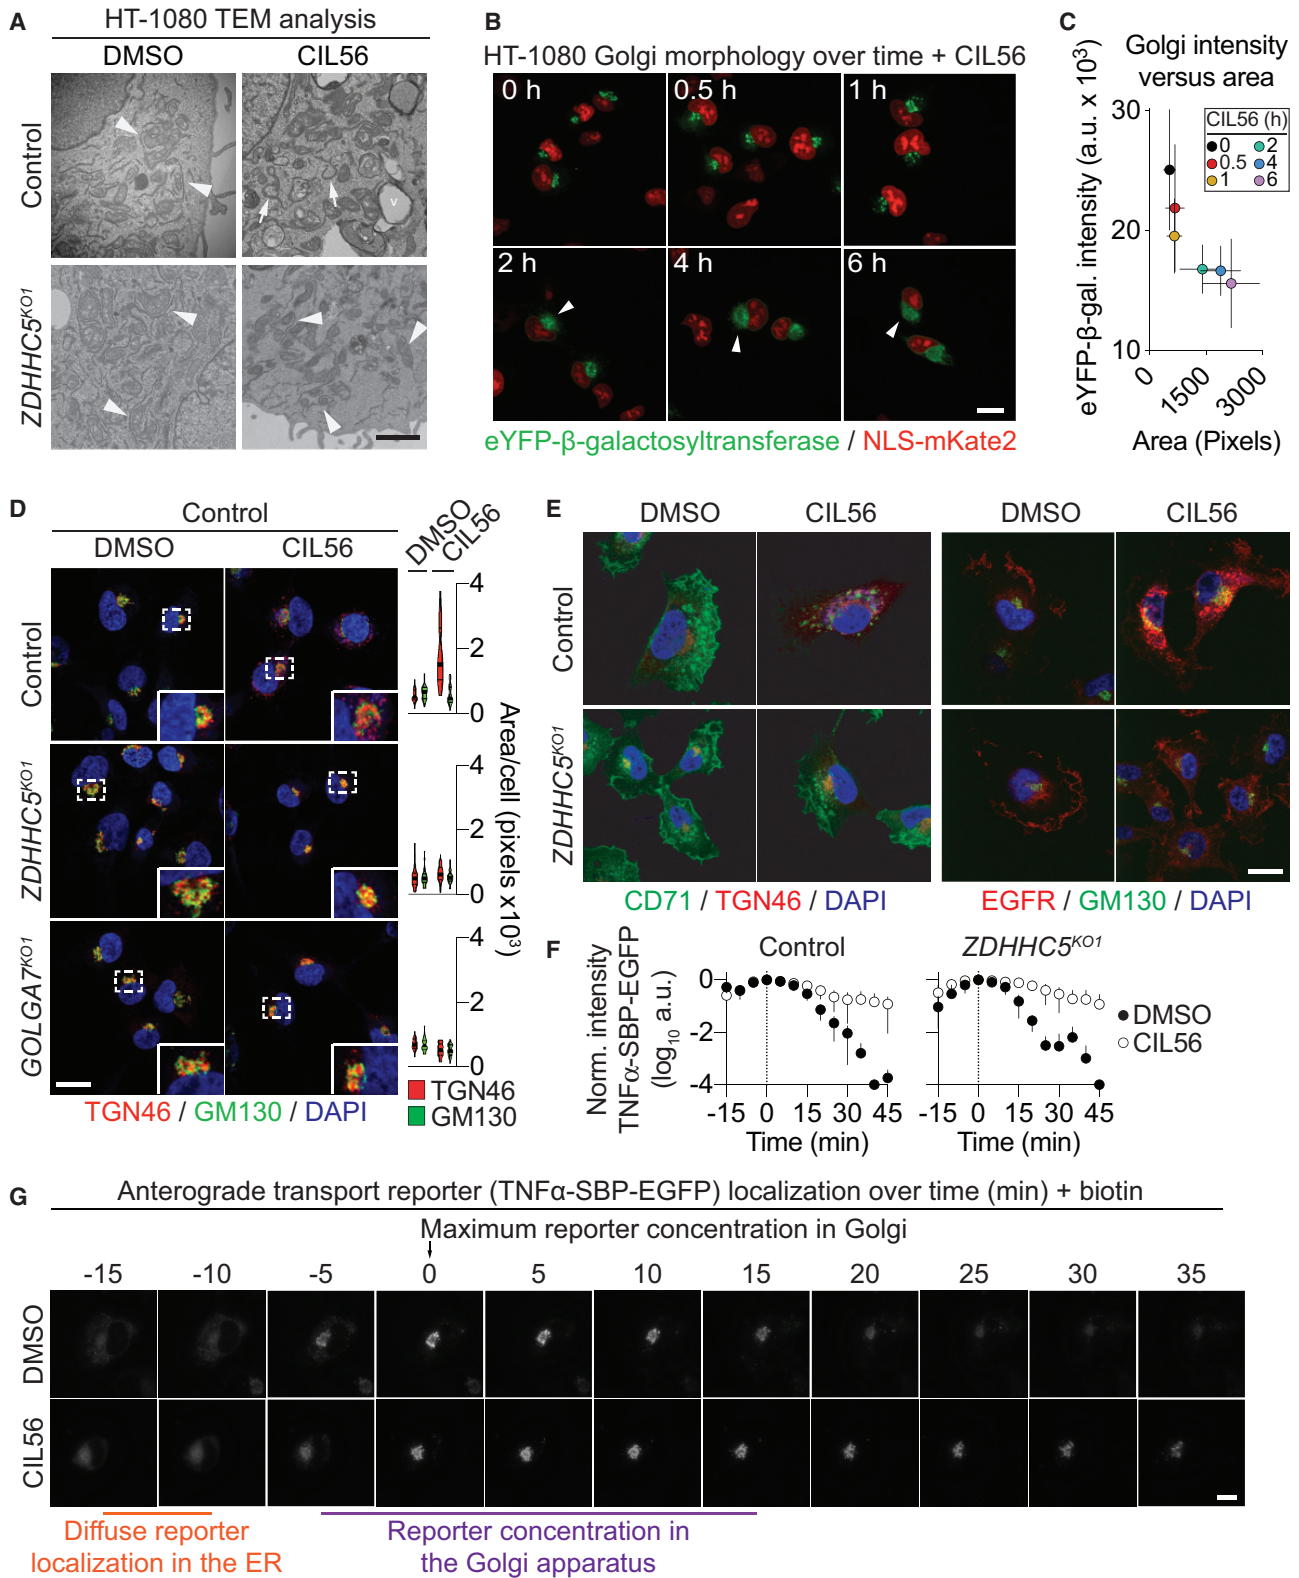 A
HT-1080 TEM analysis
DMSO CIL56
Control
v
ZDHHC5KO1
B
HT-1080 Golgi morphology over time + CIL56
0 h 0.5 h 1 h
2 h 4 h 6 h
eYFP-β-galactosyltransferase / NLS-mKate2
C
Golgi intensity
versus area
eYFP-β-gal. intensity (a.u. x 10³)
30
20
10
CIL56 (h)
0 2
0.5 4
1 6
0 1500 3000
Area (Pixels)
D
Control
DMSO CIL56
DMSO
CIL56
Control
4
2
0
ZDHHC5KO1
4
2
0
GOLGA7KO1
4
2
0
Area/cell (pixels x10³)
TGN46 / GM130 / DAPI
TGN46
GM130
E
DMSO CIL56 DMSO CIL56
Control
ZDHHC5KO1
CD71 / TGN46 / DAPI
EGFR / GM130 / DAPI
F
Control ZDHHC5KO1
Norm. intensity
TNFα-SBP-EGFP
(log₁₀ a.u.)
0
-2
-4
-15 0 15 30 45
Time (min)
-15 0 15 30 45
Time (min)
DMSO
CIL56
G
Anterograde transport reporter (TNFα-SBP-EGFP) localization over time (min) + biotin
Maximum reporter concentration in Golgi
-15 -10 -5 0 5 10 15 20 25 30 35
DMSO
CIL56
Diffuse reporter
localization in the ER
Reporter concentration in
the Golgi apparatus